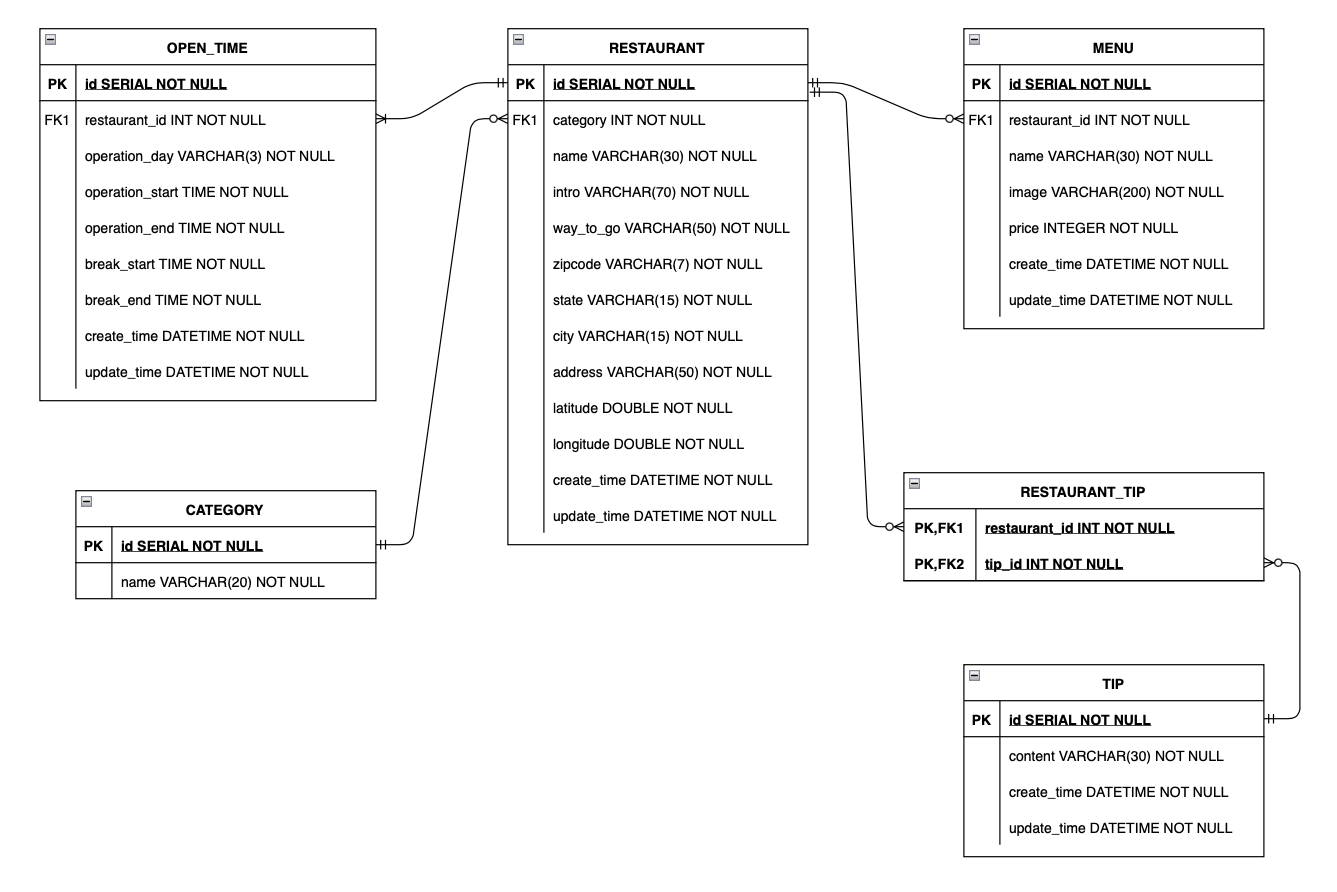 OPEN_TIME
PK id SERIAL NOT NULL
FK1 restaurant_id INT NOT NULL
operation_day VARCHAR(3) NOT NULL
operation_start TIME NOT NULL
operation_end TIME NOT NULL
break_start TIME NOT NULL
break_end TIME NOT NULL
create_time DATETIME NOT NULL
update_time DATETIME NOT NULL
RESTAURANT
PK id SERIAL NOT NULL
FK1 category INT NOT NULL
name VARCHAR(30) NOT NULL
intro VARCHAR(70) NOT NULL
way_to_go VARCHAR(50) NOT NULL
zipcode VARCHAR(7) NOT NULL
state VARCHAR(15) NOT NULL
city VARCHAR(15) NOT NULL
address VARCHAR(50) NOT NULL
latitude DOUBLE NOT NULL
longitude DOUBLE NOT NULL
create_time DATETIME NOT NULL
update_time DATETIME NOT NULL
MENU
PK id SERIAL NOT NULL
FK1 restaurant_id INT NOT NULL
name VARCHAR(30) NOT NULL
image VARCHAR(200) NOT NULL
price INTEGER NOT NULL
create_time DATETIME NOT NULL
update_time DATETIME NOT NULL
CATEGORY
PK id SERIAL NOT NULL
name VARCHAR(20) NOT NULL
RESTAURANT_TIP
PK,FK1 restaurant_id INT NOT NULL
PK,FK2 tip_id INT NOT NULL
TIP
PK id SERIAL NOT NULL
content VARCHAR(30) NOT NULL
create_time DATETIME NOT NULL
update_time DATETIME NOT NULL